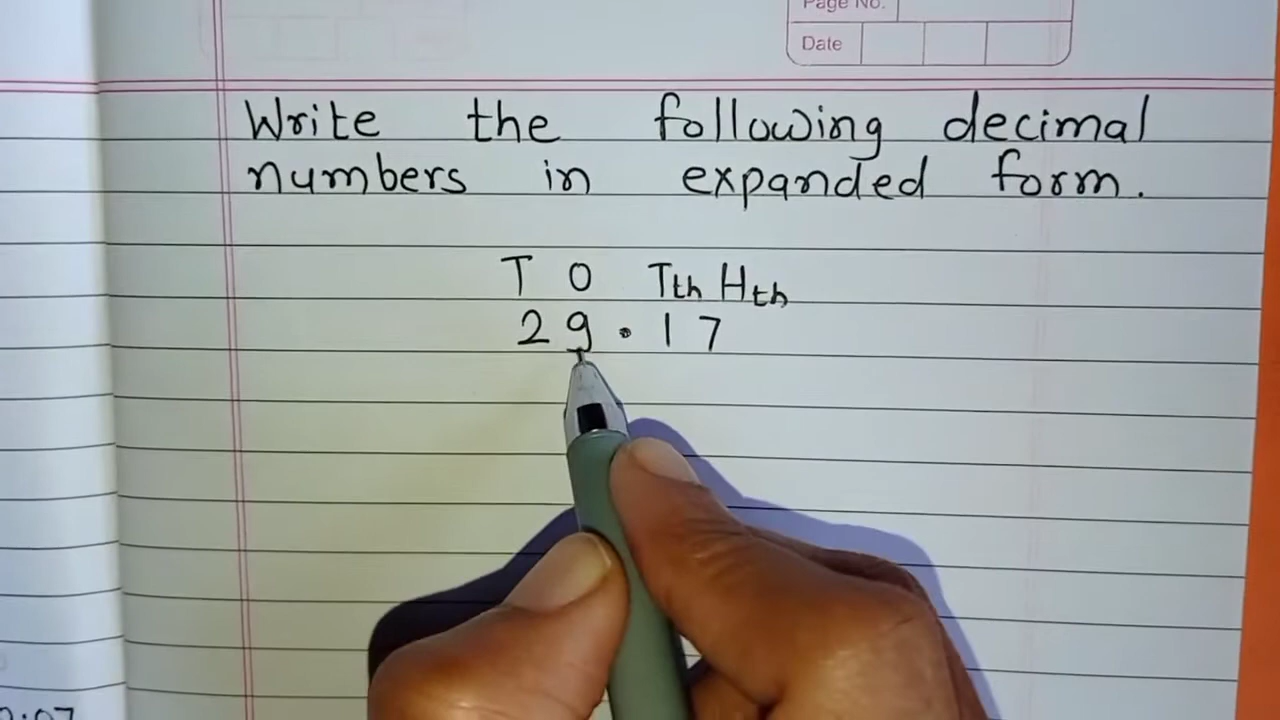 Page No.
Date
Write the following decimal
numbers in expanded form.
T O Tth Hth
29.17